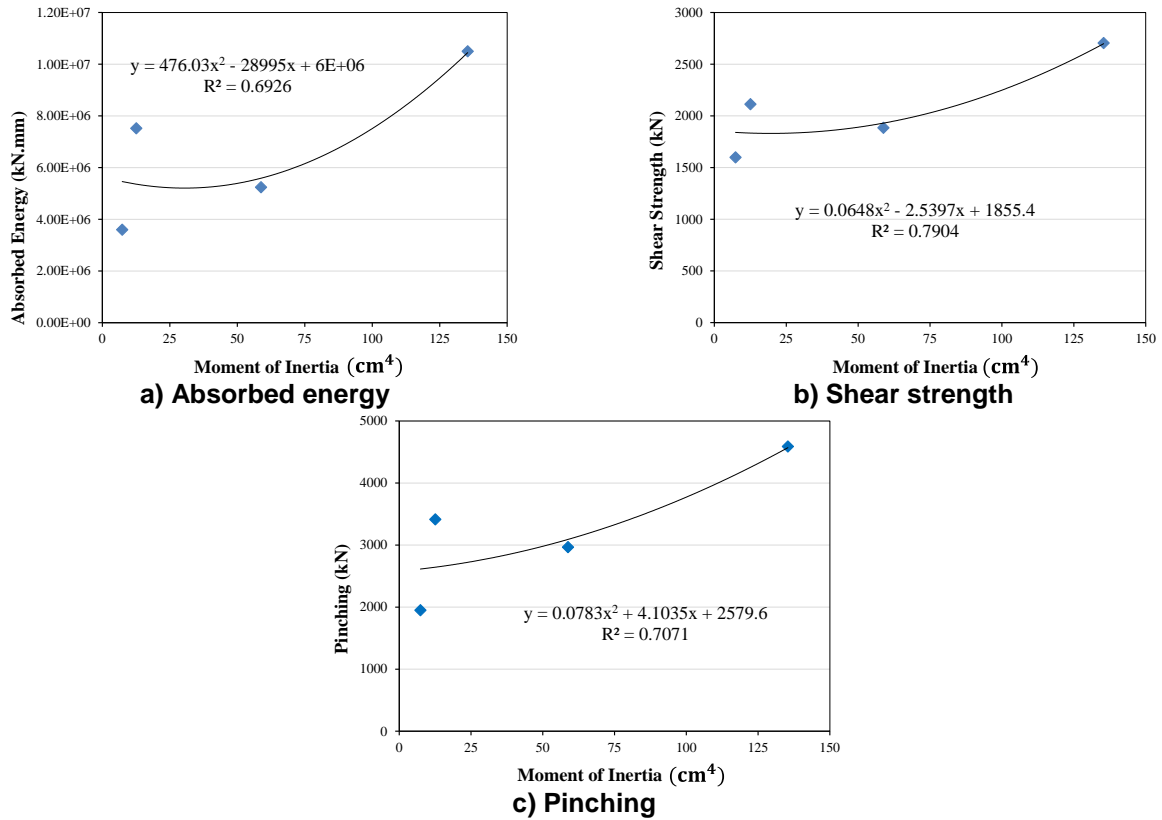 1.20E+07
1.00E+07
8.00E+06
6.00E+06
4.00E+06
2.00E+06
0.00E+00
Absorbed Energy (kN.mm)
y = 476.03x² - 28995x + 6E+06
R² = 0.6926
0 25 50 75 100 125 150
Moment of Inertia (cm⁴)
a) Absorbed energy
3000
2500
2000
1500
1000
500
0
Shear Strength (kN)
y = 0.0648x² - 2.5397x + 1855.4
R² = 0.7904
0 25 50 75 100 125 150
Moment of Inertia (cm⁴)
b) Shear strength
5000
4000
3000
2000
1000
0
Pinching (kN)
y = 0.0783x² + 4.1035x + 2579.6
R² = 0.7071
0 25 50 75 100 125 150
Moment of Inertia (cm⁴)
c) Pinching